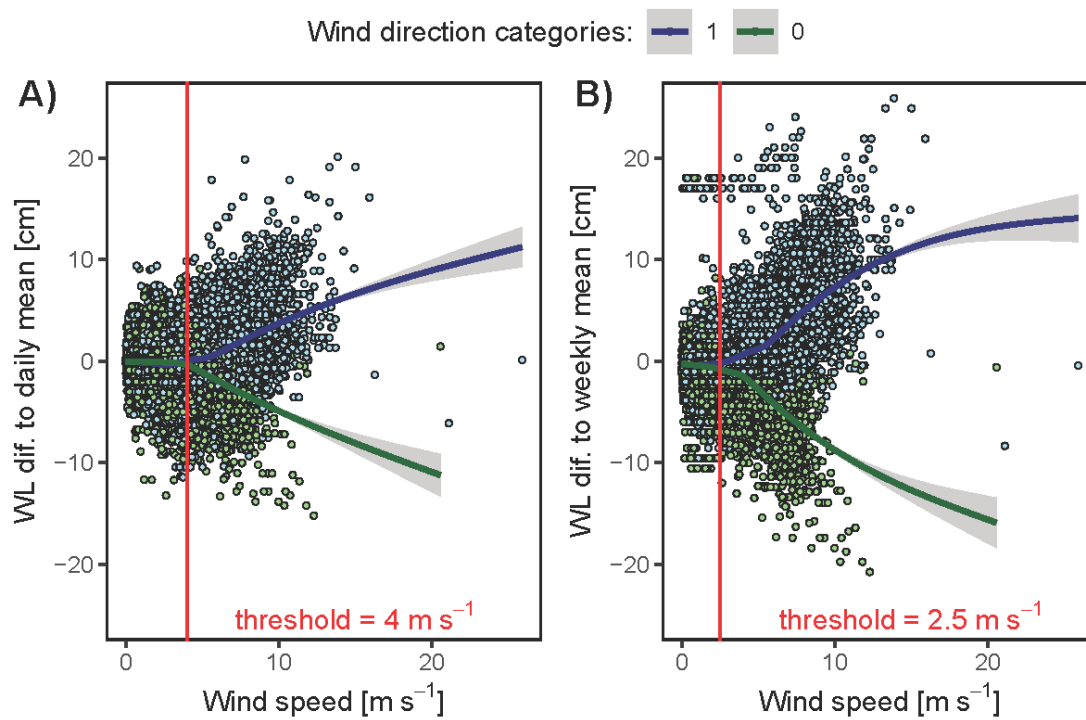 Wind direction categories: 1 0
A)
B)
WL dif. to daily mean [cm]
20
10
0
−10
−20
threshold = 4 m s⁻¹
0 10 20
Wind speed [m s⁻¹]
WL dif. to weekly mean [cm]
20
10
0
−10
−20
threshold = 2.5 m s⁻¹
0 10 20
Wind speed [m s⁻¹]